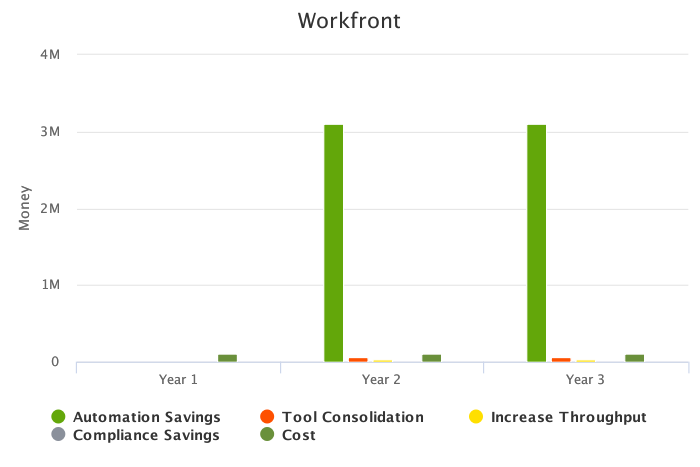 Workfront
4M
3M
2M
1M
0
Money
Year 1 Year 2 Year 3
Automation Savings Tool Consolidation Increase Throughput
Compliance Savings Cost